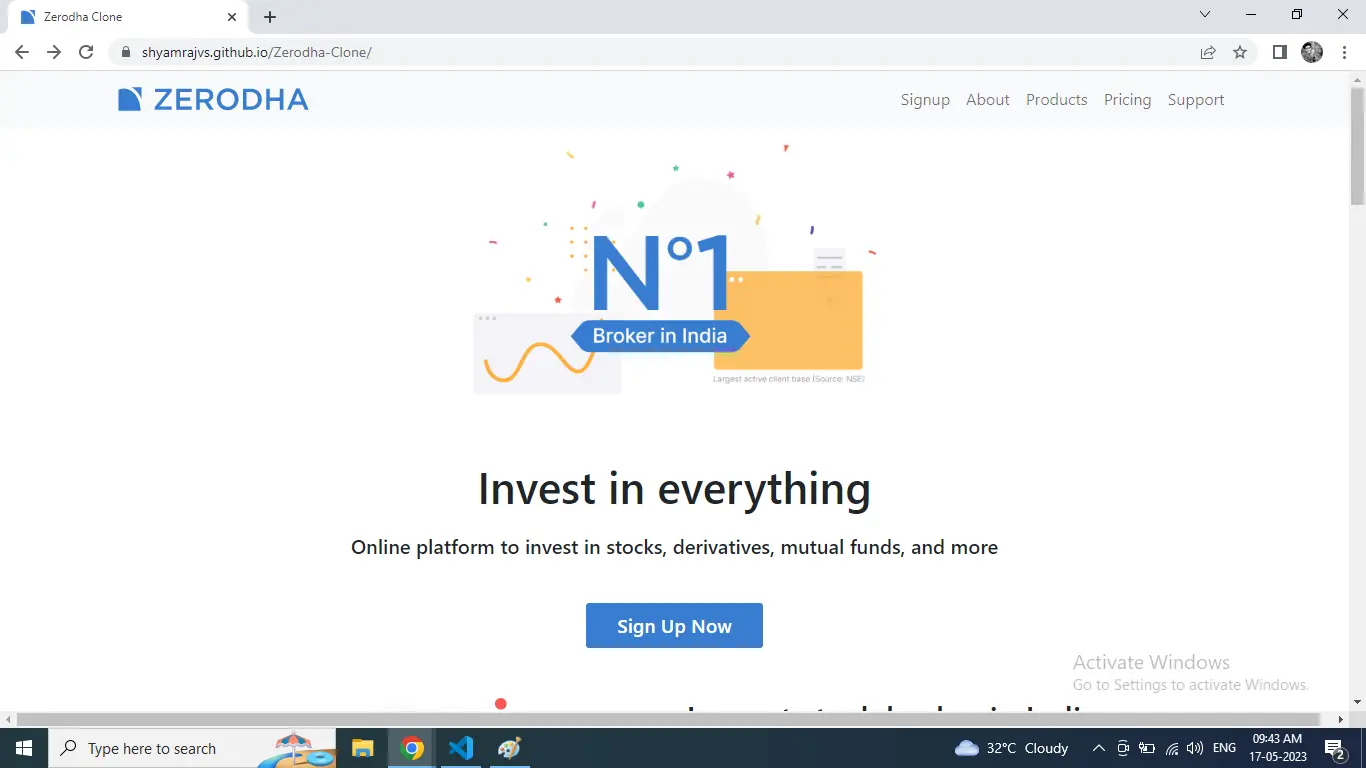 Zerodha Clone
shyamrajvs.github.io/Zerodha-Clone/
ZERODHA
Signup About Products Pricing Support
N°1
Broker in India
Largest active client base (Source: NSE)
Invest in everything
Online platform to invest in stocks, derivatives, mutual funds, and more
Sign Up Now
Activate Windows
Go to Settings to activate Windows.
Type here to search
32°C Cloudy
ENG
09:43 AM
17-05-2023
2